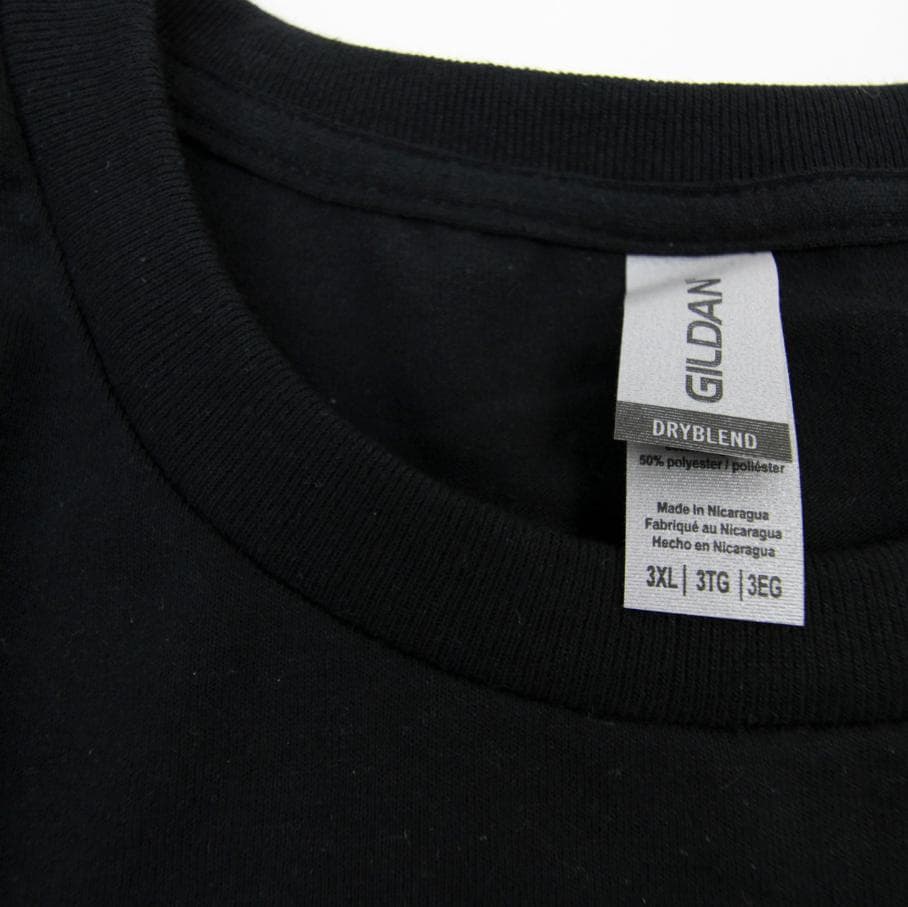 GILDAN
DRYBLEND
50% polyester / poliéster
Made in Nicaragua
Fabriqué au Nicaragua
Hecho en Nicaragua
3XL | 3TG | 3EG